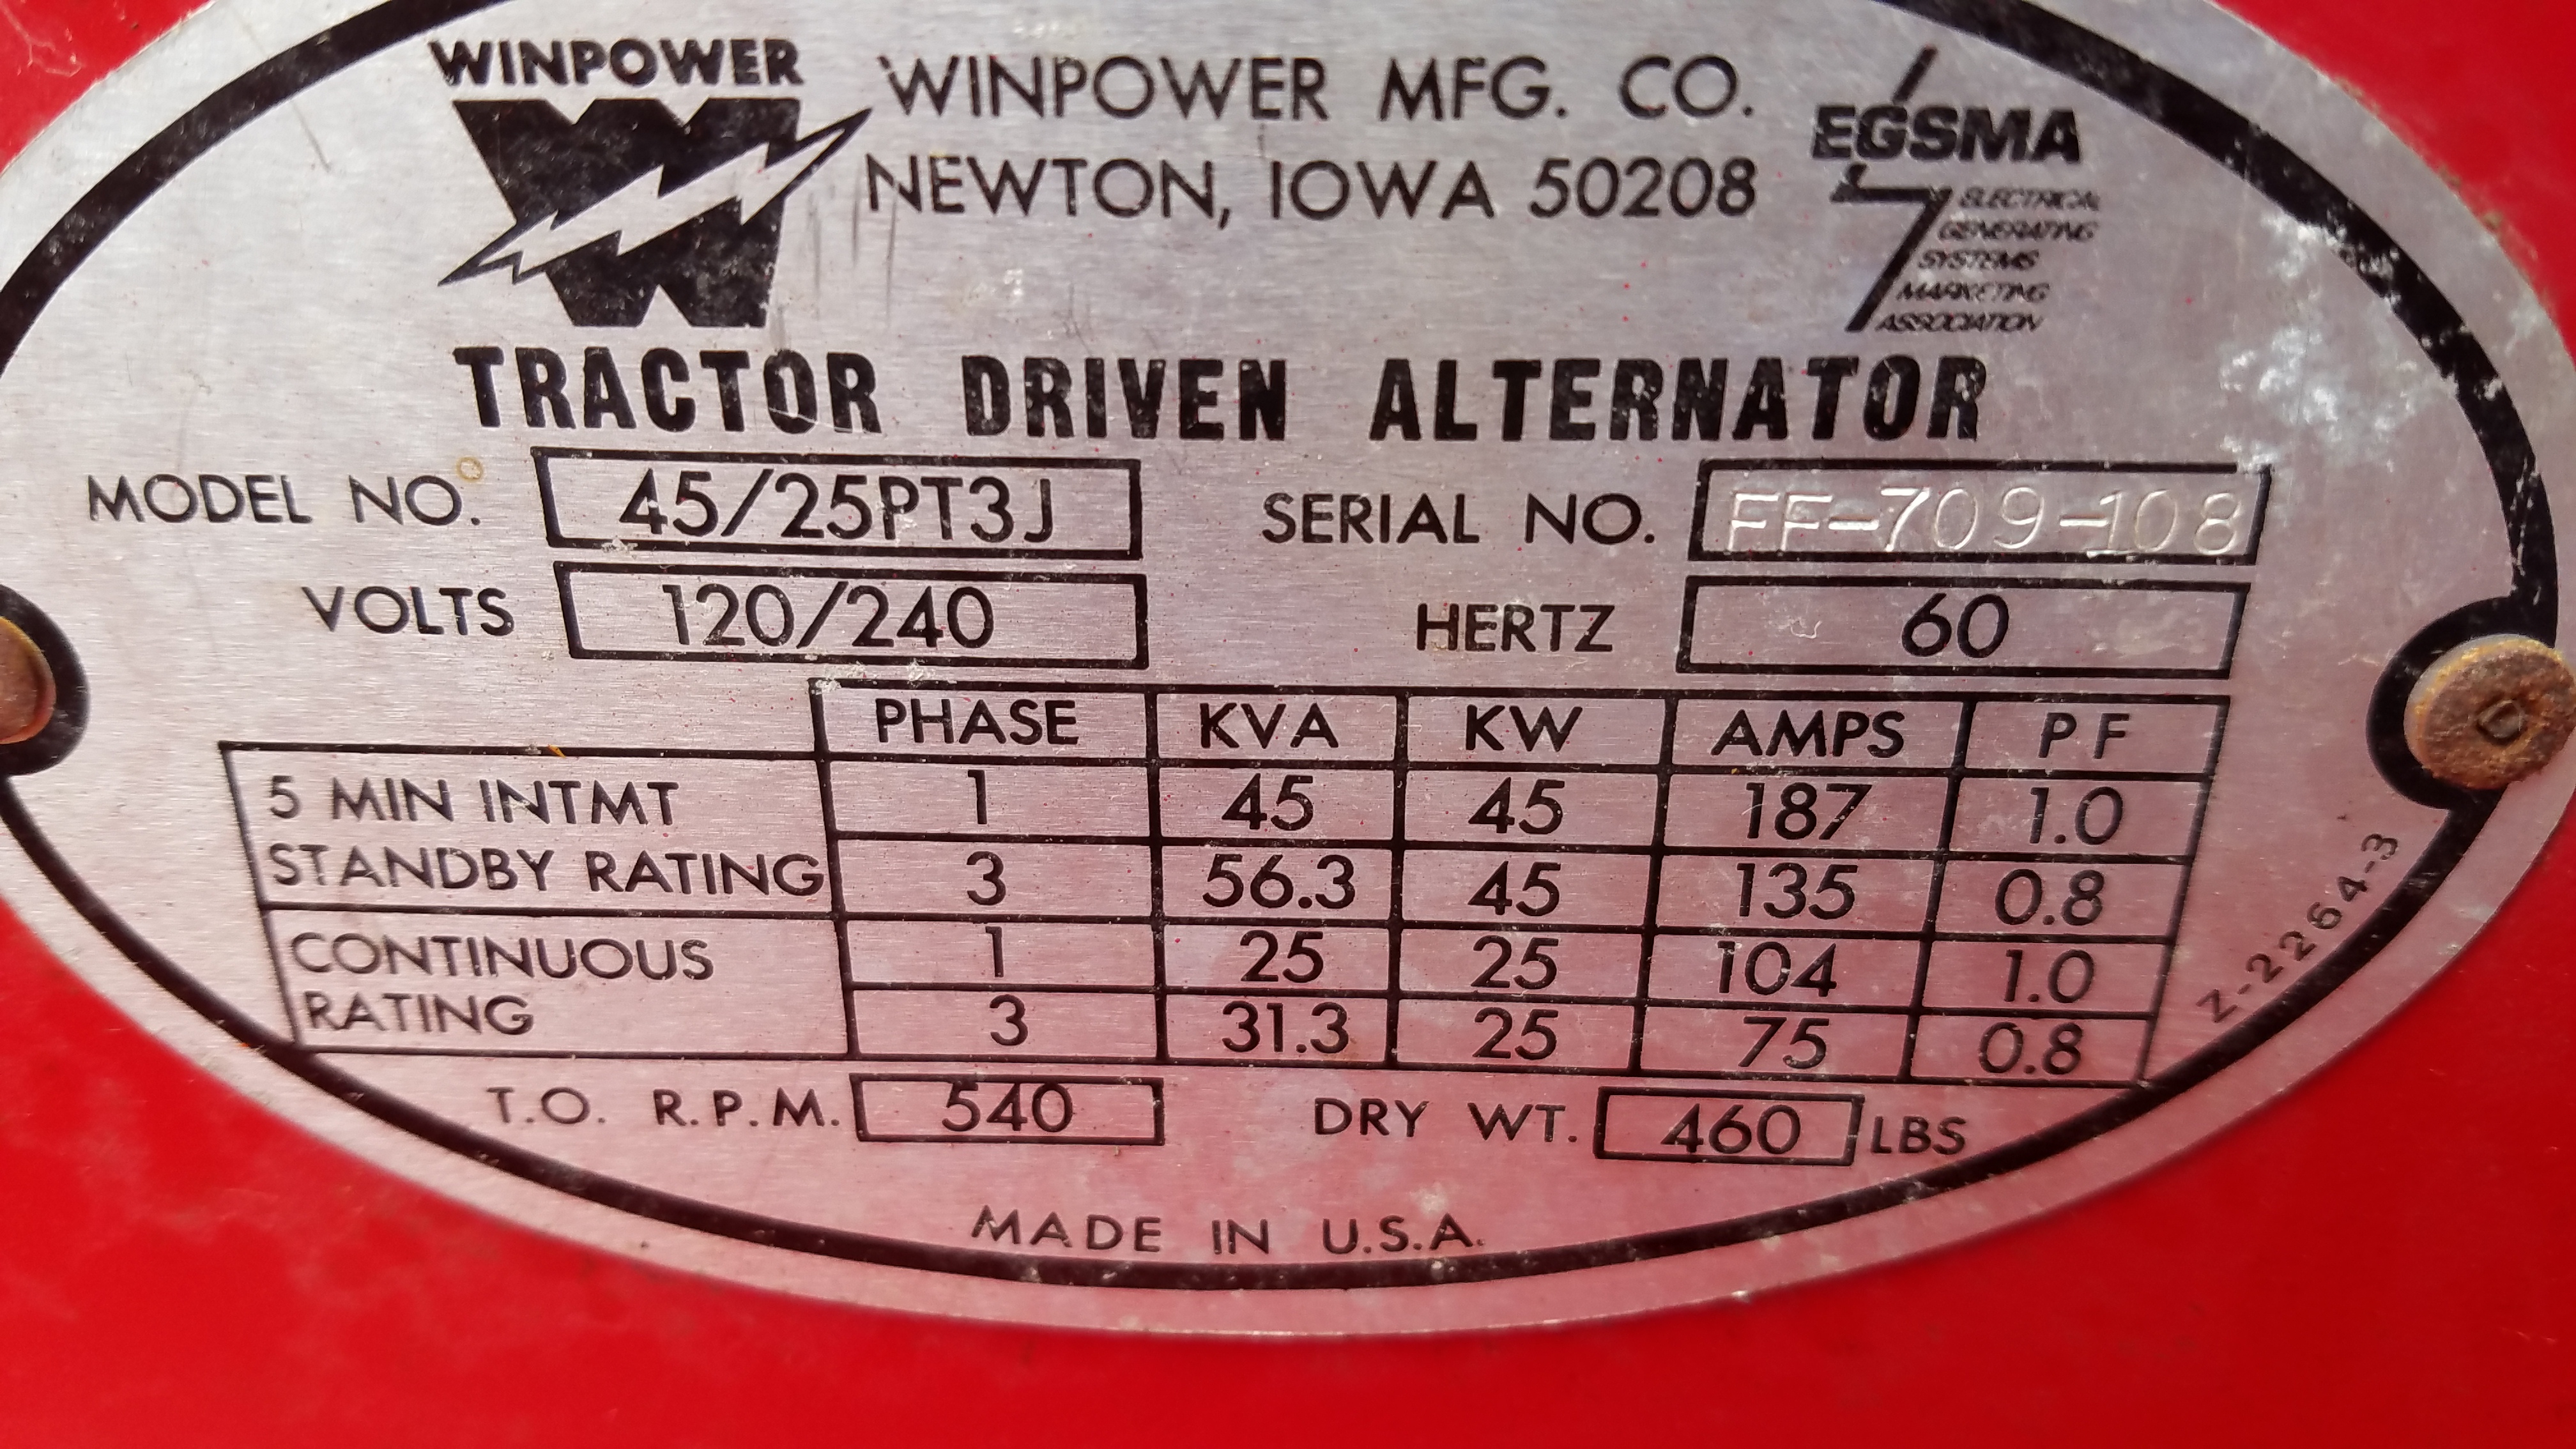 WINPOWER
WINPOWER MFG. CO.
NEWTON, IOWA 50208
EGSMA
ELECTRICAL
GENERATING
SYSTEMS
MARKETING
ASSOCIATION
TRACTOR DRIVEN ALTERNATOR
MODEL NO. 45/25PT3J SERIAL NO. FF-709-108
VOLTS 120/240 HERTZ 60
PHASE KVA KW AMPS PF
5 MIN INTMT 1 45 45 187 1.0
STANDBY RATING 3 56.3 45 135 0.8
CONTINUOUS 1 25 25 104 1.0
RATING 3 31.3 25 75 0.8
T.O. R.P.M. 540 DRY WT. 460 LBS
MADE IN U.S.A.
Z-2264-3